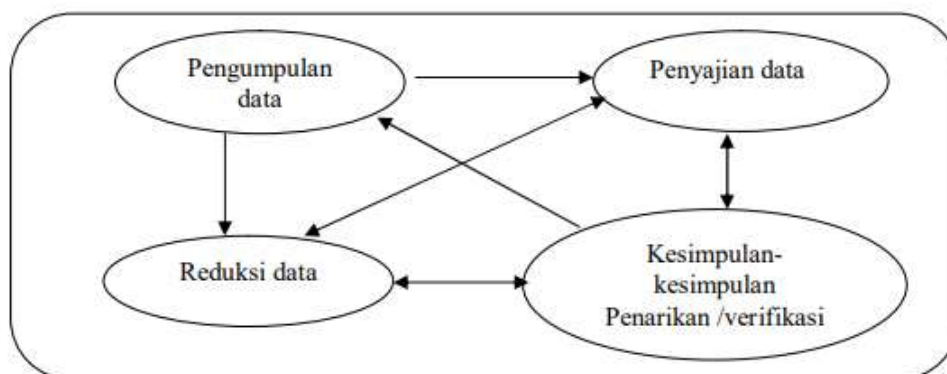 Pengumpulan
data
Penyajian data
Reduksi data
Kesimpulan-
kesimpulan
Penarikan /verifikasi